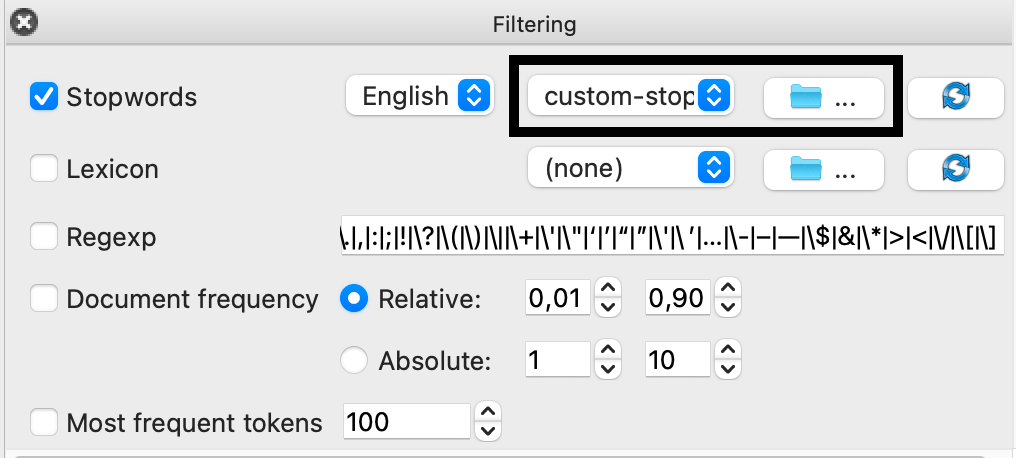 Filtering
Stopwords English custom-stop ...
Lexicon (none) ...
Regexp \.|,|:|;|!|\?|\(|\)|\||\+|\'|\"|‘|’|“|”|\'|\ ’|…|\-|–|—|\$|&|\*|>|<|\/|\[|\]
Document frequency Relative: 0,01 0,90
Absolute: 1 10
Most frequent tokens 100